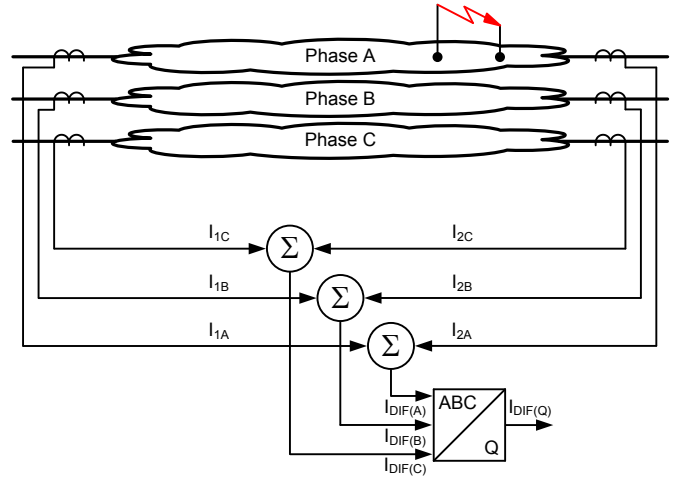 Phase A
Phase B
Phase C
I1C
I2C
Σ
I1B
I2B
Σ
I1A
I2A
Σ
IDIF(A)
ABC
IDIF(Q)
IDIF(B)
Q
IDIF(C)